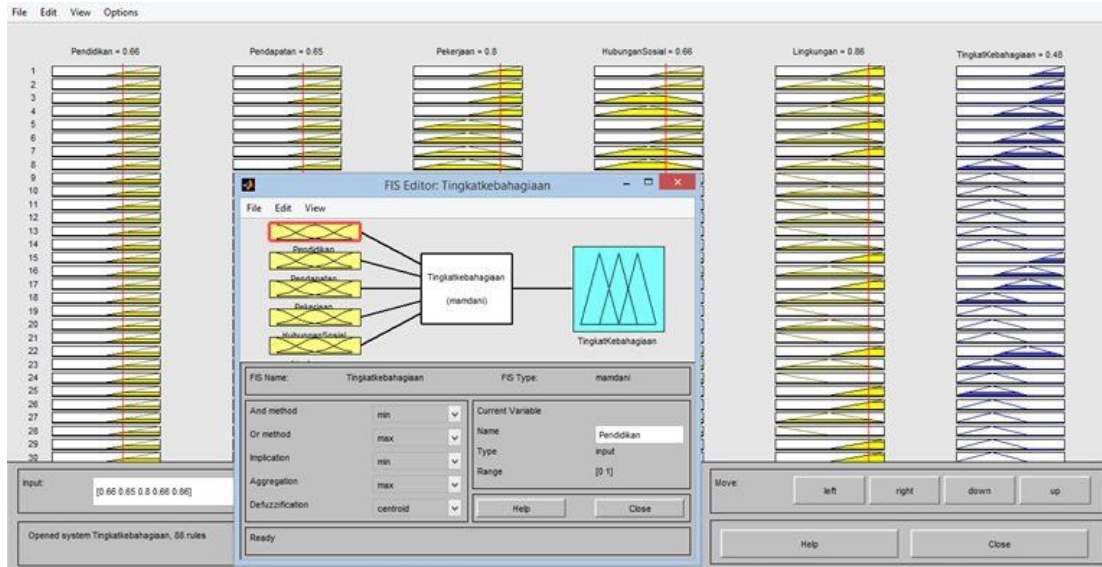 File Edit View Options
Pendidikan = 0.66 Pendapatan = 0.65 Pekerjaan = 0.8 HubunganSosial = 0.66 Lingkungan = 0.86 TingkatKebahagiaan = 0.48
1
2
3
4
5
6
7
8
9
10
11
12
13
14
15
16
17
18
19
20
21
22
23
24
25
26
27
28
29
30
FIS Editor: Tingkatkebahagiaan
File Edit View
Pendidikan
Pendapatan
Pekerjaan
HubunganSosial
Tingkatkebahagiaan
(mamdani)
TingkatKebahagiaan
FIS Name: Tingkatkebahagiaan FIS Type: mamdani
And method min
Or method max
Implication min
Aggregation max
Defuzzification centroid
Current Variable
Name Pendidikan
Type input
Range [0 1]
Help Close
Ready
Input: [0.66 0.65 0.8 0.66 0.86]
Move: left right down up
Opened system Tingkatkebahagiaan, 88 rules
Help Close